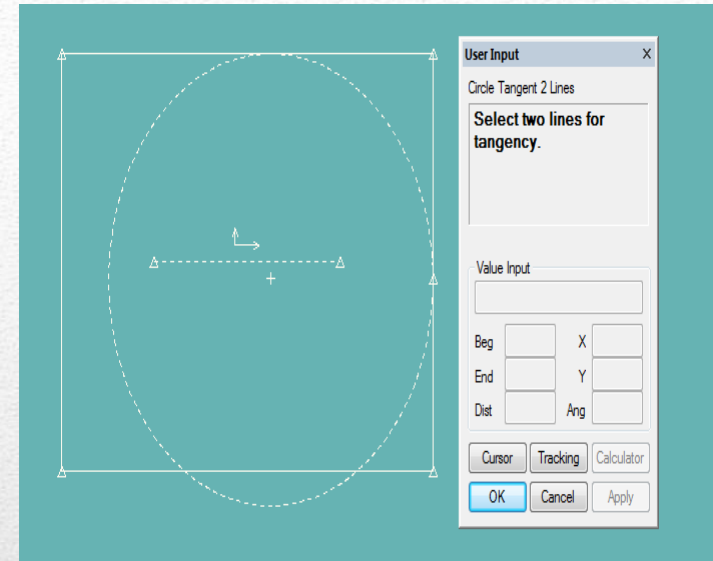 User Input X
Circle Tangent 2 Lines
Select two lines for
tangency.
Value Input
Beg X
End Y
Dist Ang
Cursor Tracking Calculator
OK Cancel Apply